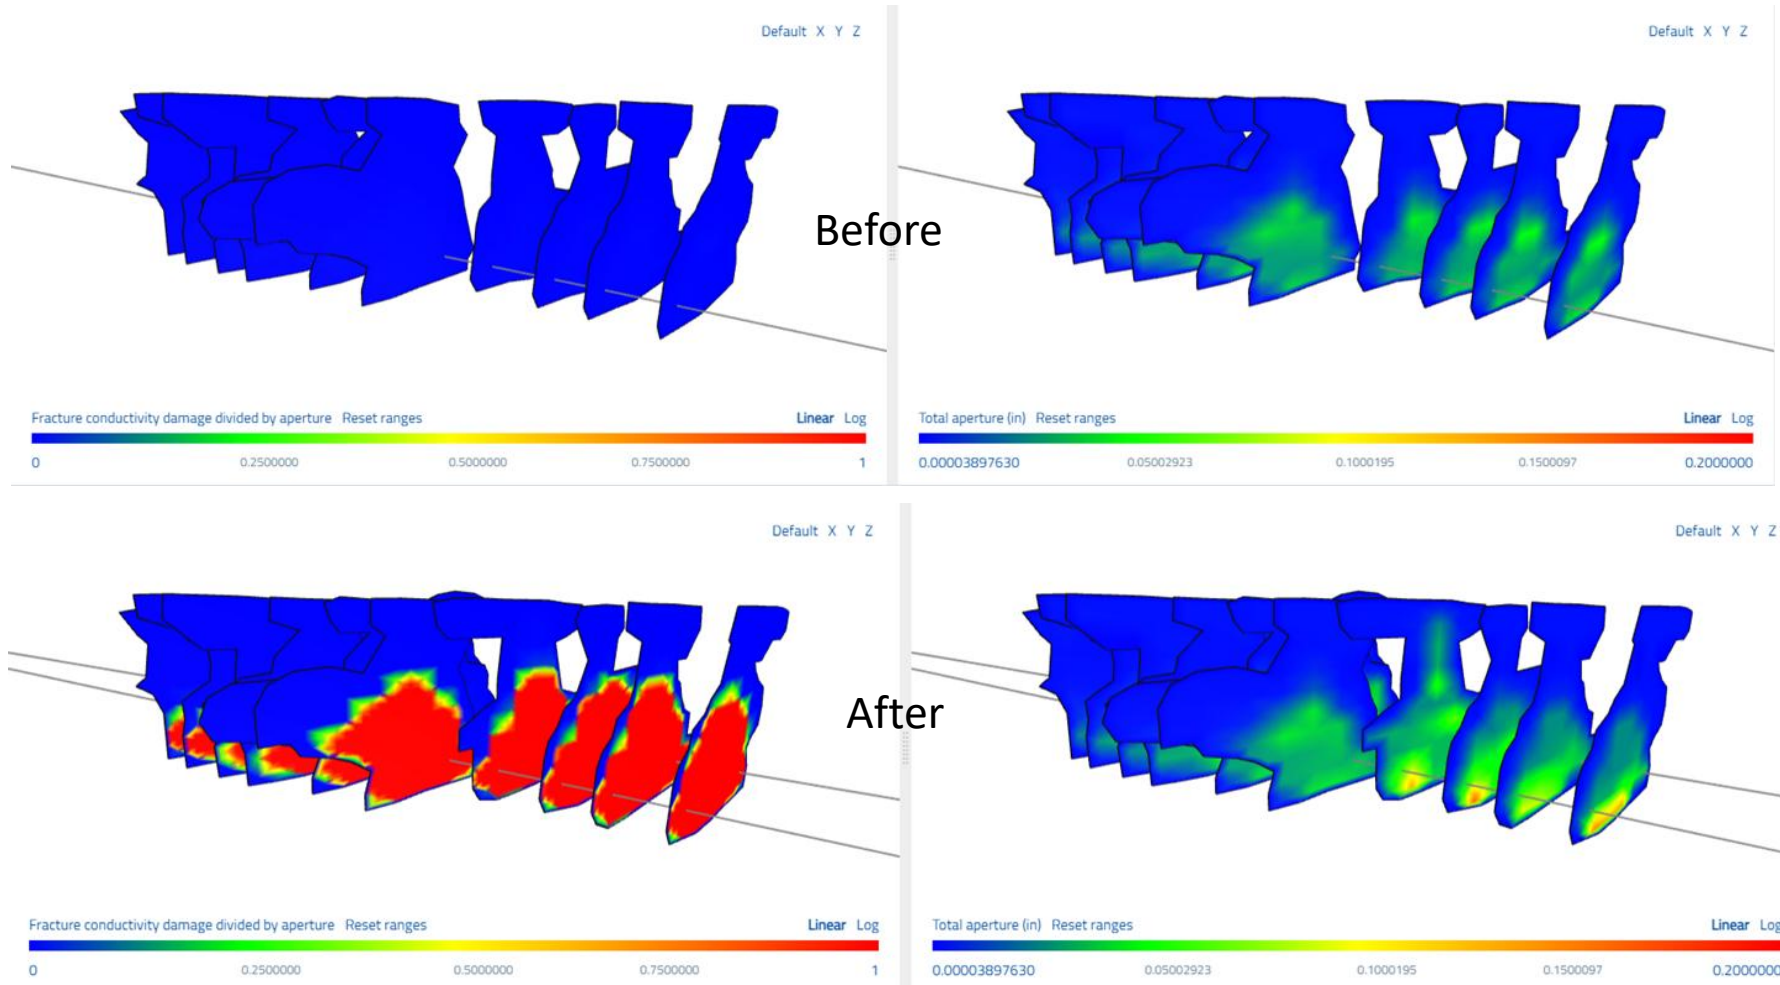 Default X Y Z
Default X Y Z
Before
Fracture conductivity damage divided by aperture Reset ranges Linear Log
0 0.2500000 0.5000000 0.7500000 1
Total aperture (in) Reset ranges Linear Log
0.00003897630 0.05002923 0.1000195 0.1500097 0.2000000
Default X Y Z
Default X Y Z
After
Fracture conductivity damage divided by aperture Reset ranges Linear Log
0 0.2500000 0.5000000 0.7500000 1
Total aperture (in) Reset ranges Linear Log
0.00003897630 0.05002923 0.1000195 0.1500097 0.2000000